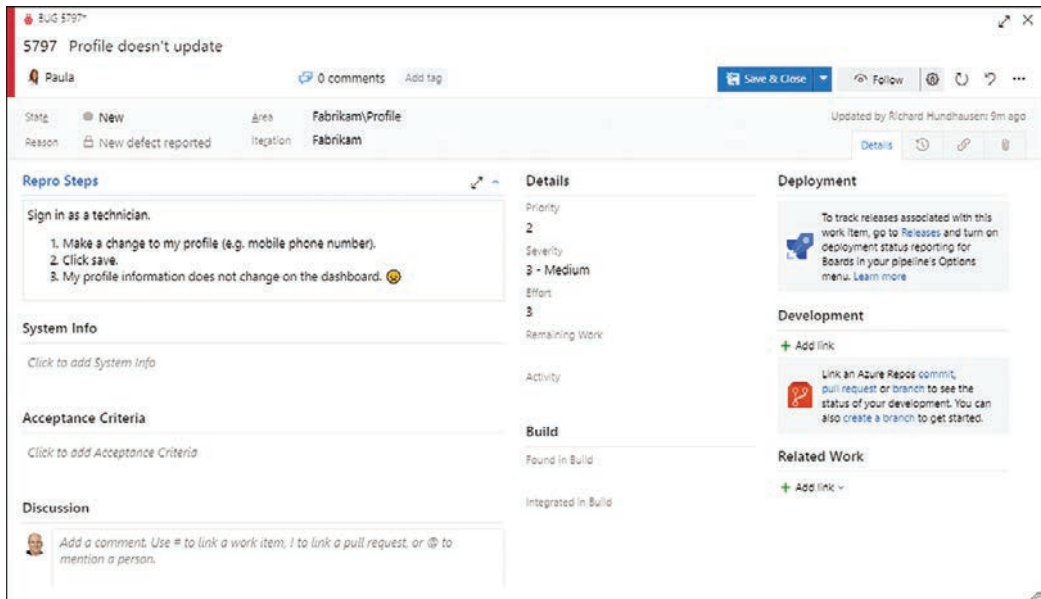 BUG 5797*
5797 Profile doesn't update
Paula
0 comments
Add tag
Save & Close
Follow
State
New
Area
Fabrikam\Profile
Updated by Richard Hundhausen: 9m ago
Reason
New defect reported
Iteration
Fabrikam
Details
Repro Steps
Sign in as a technician.
1. Make a change to my profile (e.g. mobile phone number).
2. Click save.
3. My profile information does not change on the dashboard.
System Info
Click to add System Info
Acceptance Criteria
Click to add Acceptance Criteria
Discussion
Add a comment. Use # to link a work item, ! to link a pull request, or @ to
mention a person.
Details
Priority
2
Severity
3 - Medium
Effort
3
Remaining Work
Activity
Build
Found in Build
Integrated in Build
Deployment
To track releases associated with this
work item, go to Releases and turn on
deployment status reporting for
Boards in your pipeline's Options
menu. Learn more
Development
+ Add link
Link an Azure Repos commit,
pull request or branch to see the
status of your development. You can
also create a branch to get started.
Related Work
+ Add link